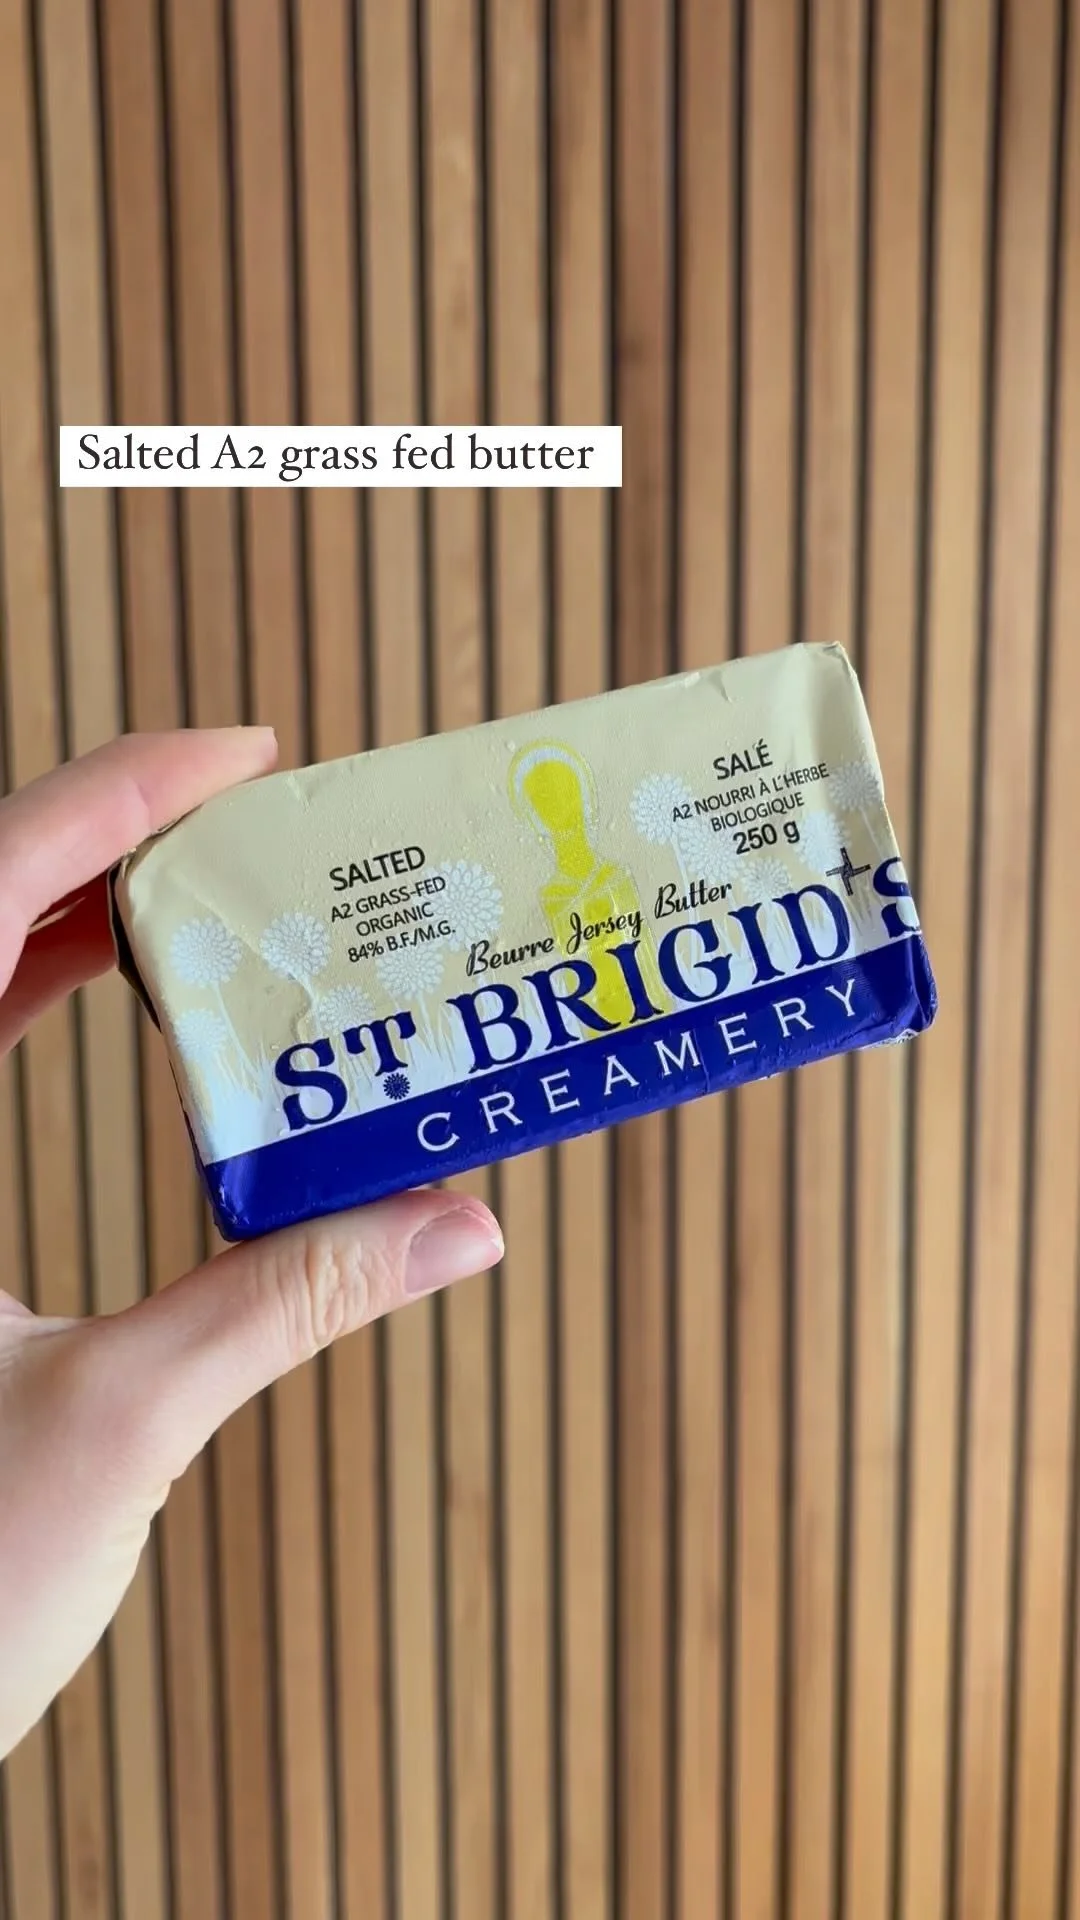 Salted A2 grass fed butter
SALTED
A2 GRASS-FED
ORGANIC
84% B.F./M.G.
SALÉ
A2 NOURRI À L'HERBE
BIOLOGIQUE
250 g
Beurre Jersey Butter
ST BRIGID'S
CREAMERY